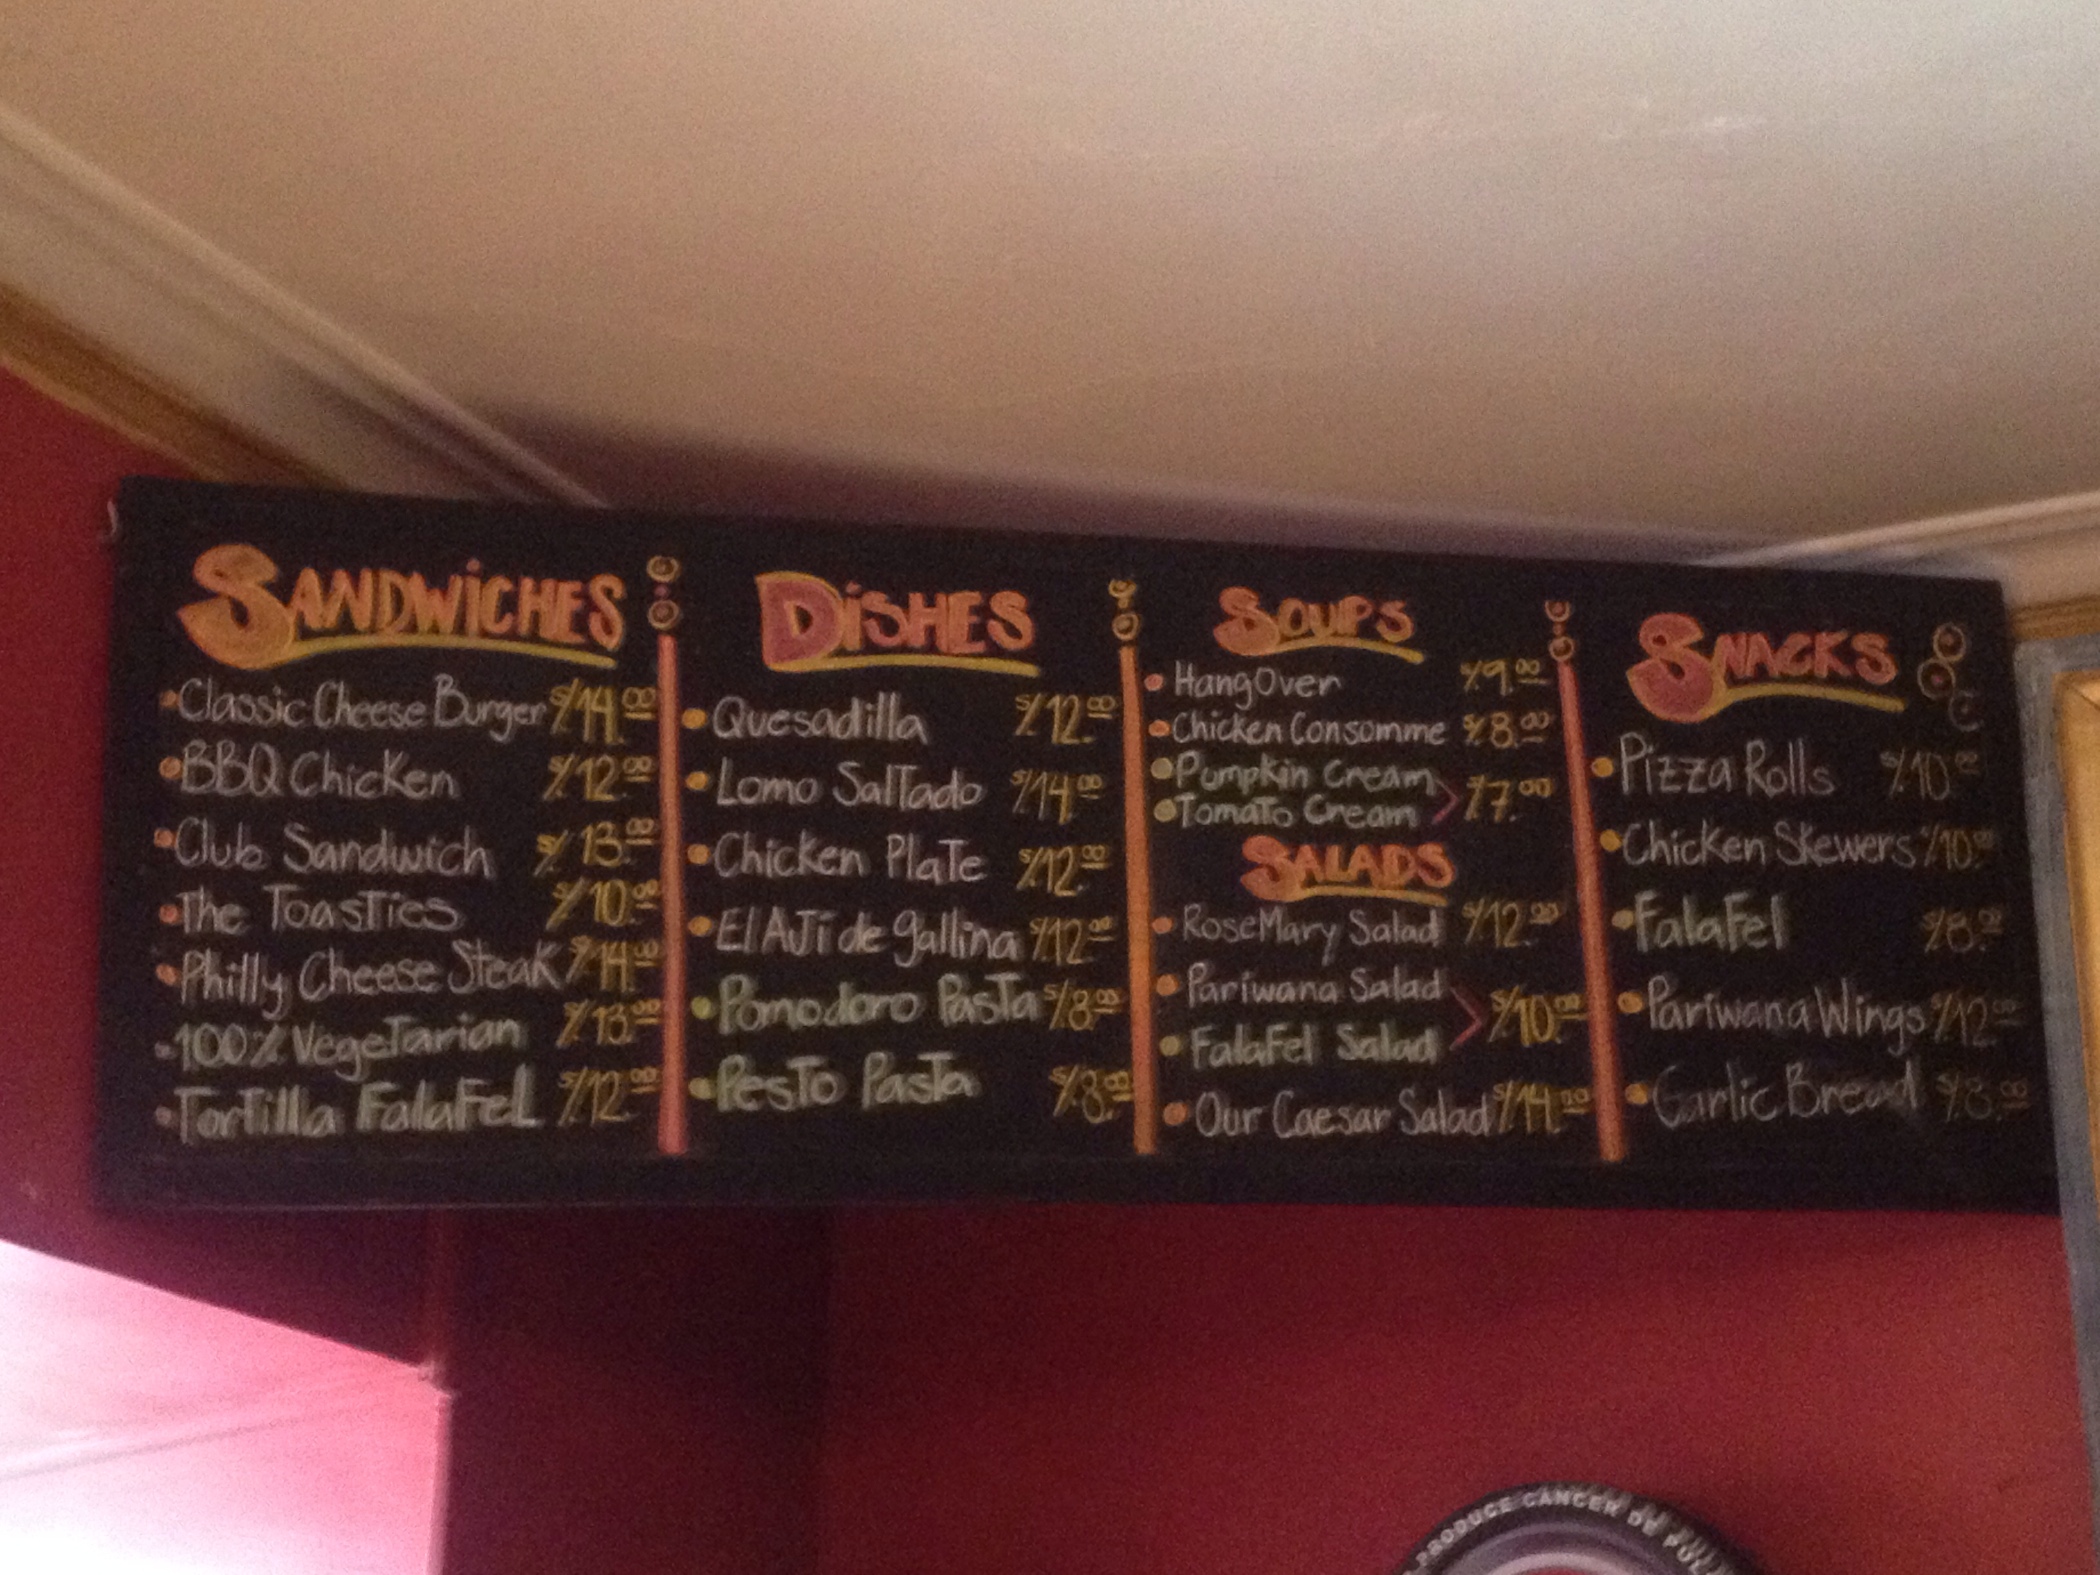 SANDWICHES
Classic Cheese Burger S/14.00
BBQ Chicken S/.12.00
Club Sandwich S/. 13.00
The Toasties S/.10.00
Philly Cheese Steak S/.14.00
100% Vegetarian S/.13.00
Tortilla Falafel S/.12.00
DISHES
Quesadilla S/.12.00
Lomo Saltado S/14.00
Chicken Plate S/12.00
El Ají de gallina S/12.00
Pomodoro Pasta S/8.00
Pesto Pasta S/.8.00
SOUPS
HangOver S/.9.00
Chicken Consomme S/.8.00
Pumpkin Cream
Tomato Cream > S/7.00
SALADS
RoseMary Salad S/12.00
Pariwana Salad
Falafel Salad > S/10.00
Our Caesar Salad S/.14.00
SNACKS
Pizza Rolls S/.10.00
Chicken Skewers S/10.00
Falafel S/8.00
Pariwana Wings S/12.00
Garlic Bread S/8.00
PRODUCE CÁNCER DE